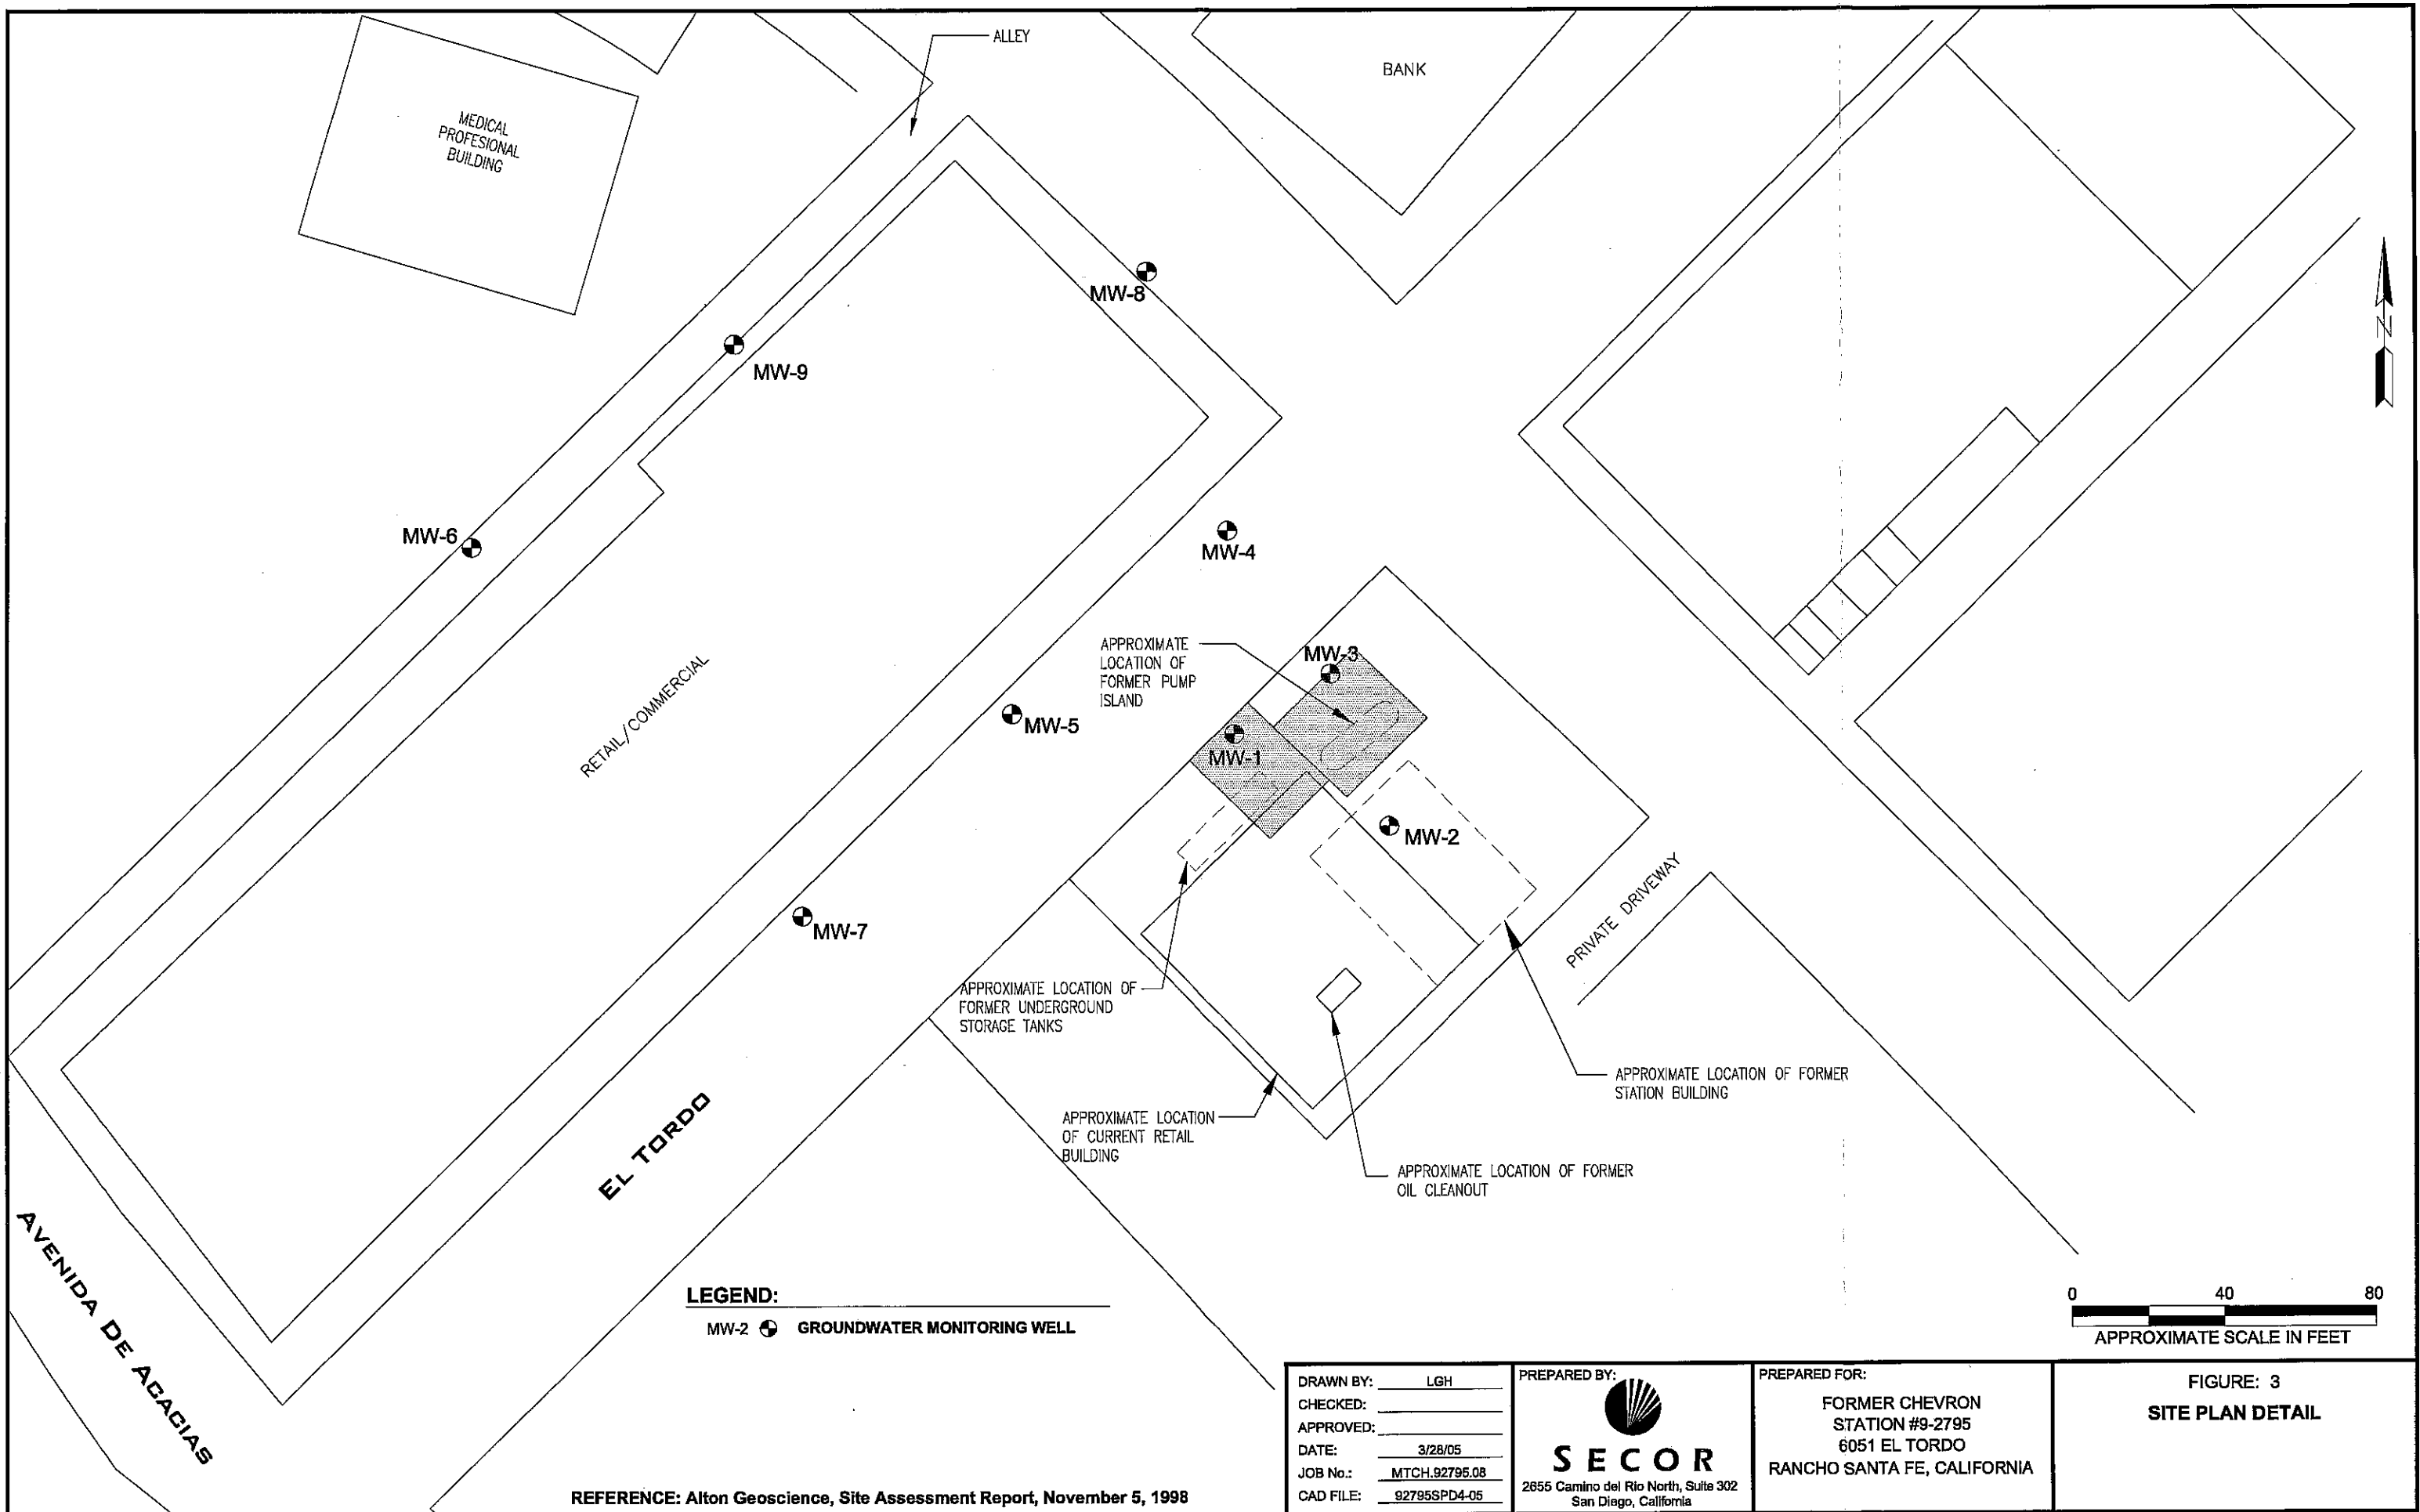 ALLEY
BANK
MEDICAL
PROFESIONAL
BUILDING
MW-8
MW-9
N
MW-6
MW-4
APPROXIMATE
LOCATION OF
FORMER PUMP
ISLAND
MW-3
RETAIL/COMMERCIAL
MW-5
MW-1
MW-2
PRIVATE DRIVEWAY
MW-7
APPROXIMATE LOCATION OF
FORMER UNDERGROUND
STORAGE TANKS
APPROXIMATE LOCATION OF FORMER
STATION BUILDING
EL TORDO
APPROXIMATE LOCATION
OF CURRENT RETAIL
BUILDING
APPROXIMATE LOCATION OF FORMER
OIL CLEANOUT
AVENIDA DE ACACIAS
LEGEND:
MW-2 GROUNDWATER MONITORING WELL
0 40 80
APPROXIMATE SCALE IN FEET
REFERENCE: Alton Geoscience, Site Assessment Report, November 5, 1998
DRAWN BY: LGH
CHECKED:
APPROVED:
DATE: 3/28/05
JOB No.: MTCH.92795.08
CAD FILE: 92795SPD4-05
PREPARED BY:
SECOR
2655 Camino del Rio North, Suite 302
San Diego, California
PREPARED FOR:
FORMER CHEVRON
STATION #9-2795
6051 EL TORDO
RANCHO SANTA FE, CALIFORNIA
FIGURE: 3
SITE PLAN DETAIL